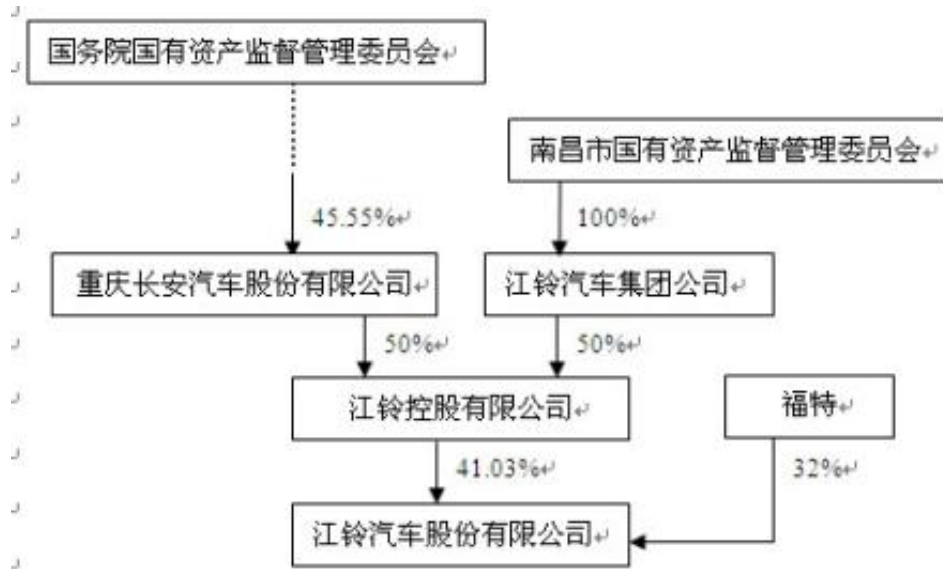 国务院国有资产监督管理委员会
南昌市国有资产监督管理委员会
45.55%
100%
重庆长安汽车股份有限公司
江铃汽车集团公司
50%
50%
江铃控股有限公司
福特
41.03%
32%
江铃汽车股份有限公司